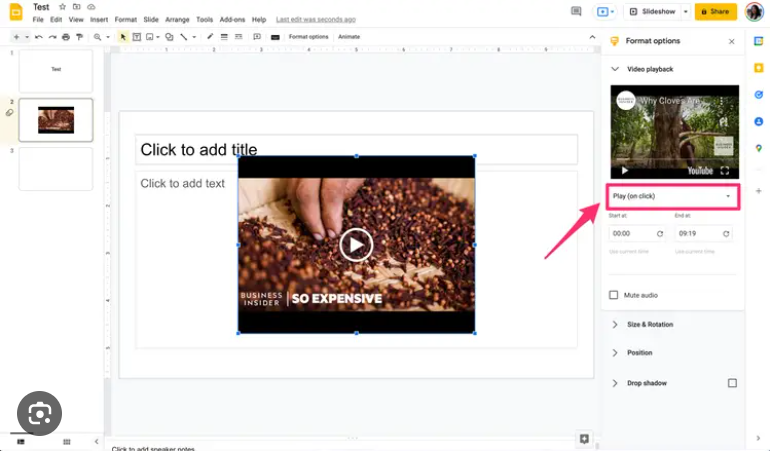 Test
File Edit View Insert Format Slide Arrange Tools Add-ons Help Last edit was seconds ago
Slideshow
Share
Format options Animate
1
Test
2
3
Click to add title
Click to add text
BUSINESS
INSIDER
SO EXPENSIVE
Click to add speaker notes
Format options
Video playback
BUSINESS
INSIDER
Why Cloves Are
YouTube
Play (on click)
Start at:
End at:
00:00
09:19
Use current time
Use current time
Mute audio
Size & Rotation
Position
Drop shadow